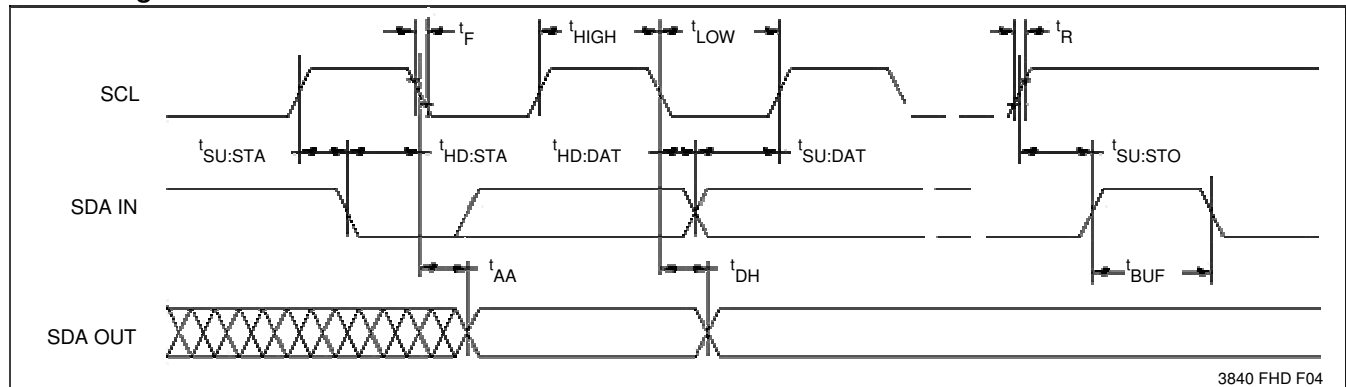 tF tHIGH tLOW tR
SCL
tSU:STA tHD:STA tHD:DAT tSU:DAT tSU:STO
SDA IN
tAA tDH tBUF
SDA OUT
3840 FHD F04